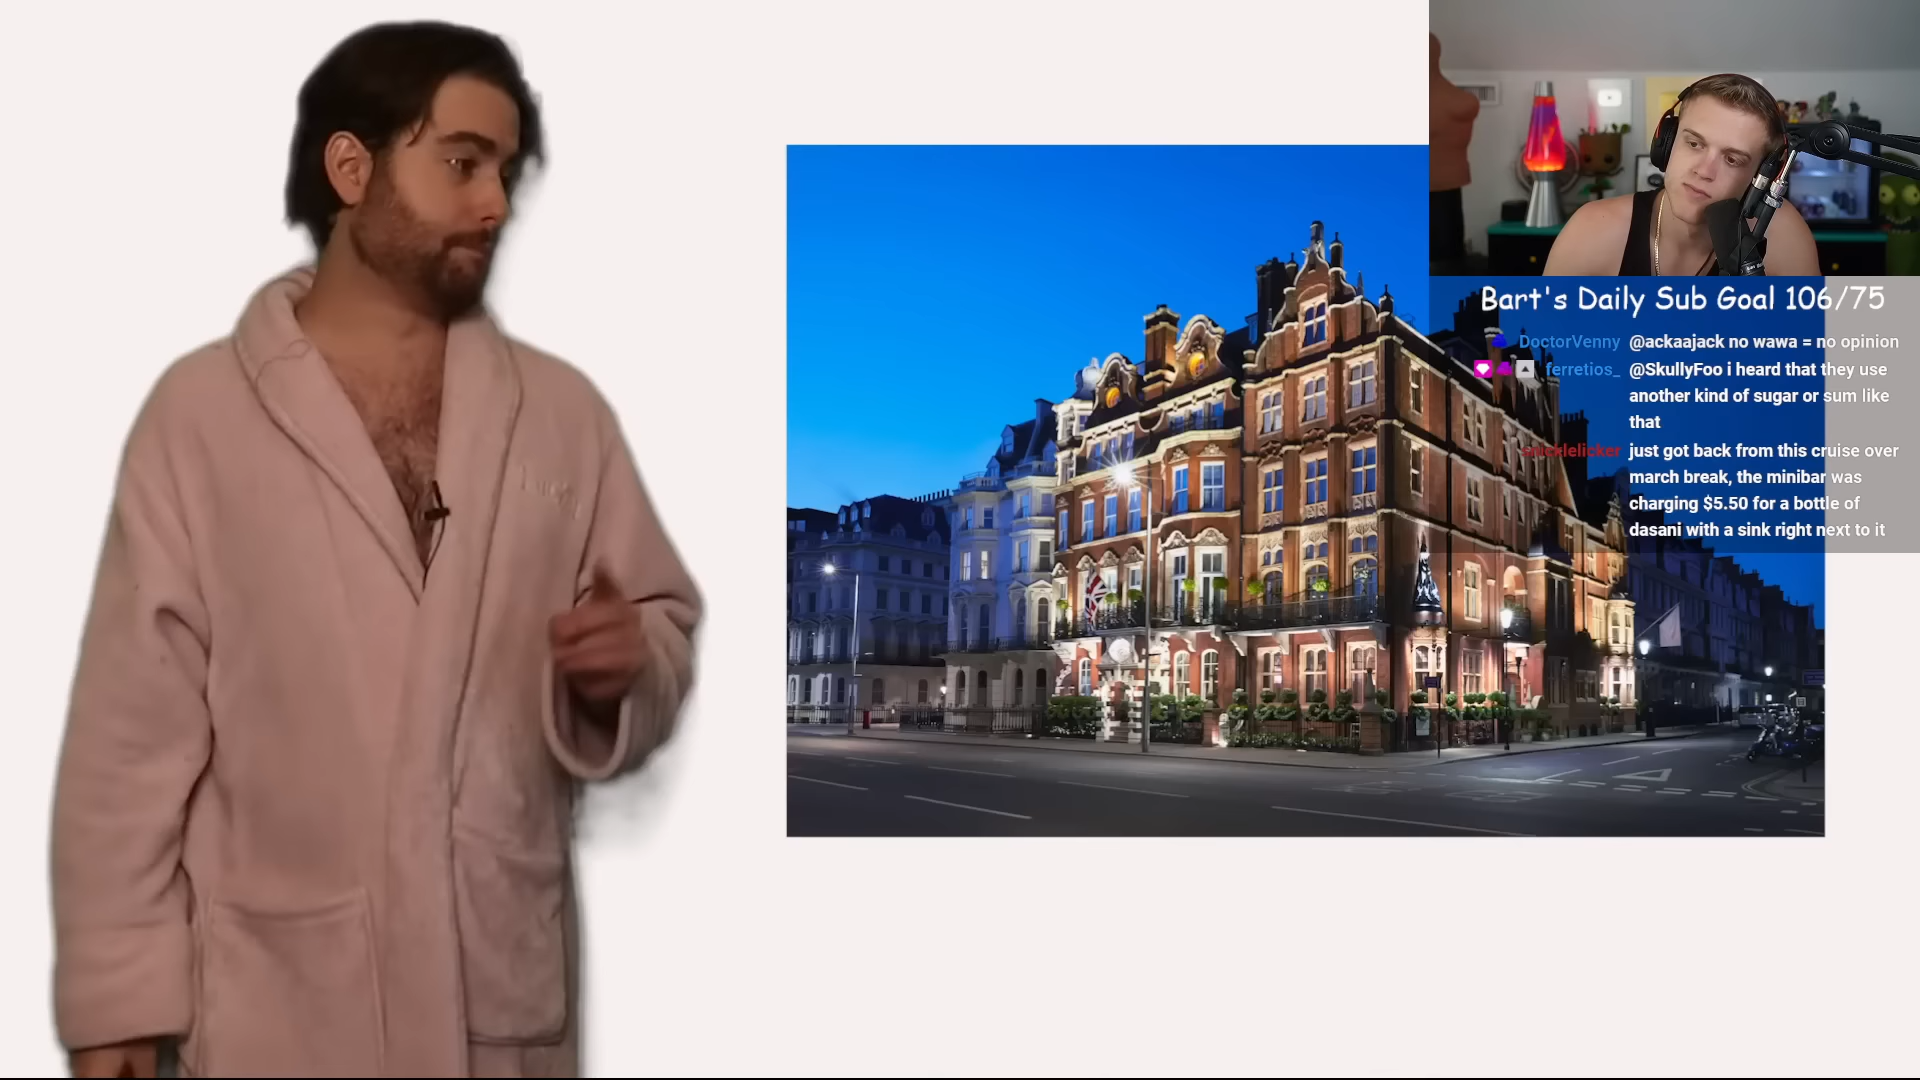 Bart's Daily Sub Goal 106/75
DoctorVenny @ackaajack no wawa = no opinion
ferretios_ @SkullyFoo i heard that they use
another kind of sugar or sum like
that
snicklelicker just got back from this cruise over
march break, the minibar was
charging $5.50 for a bottle of
dasani with a sink right next to it